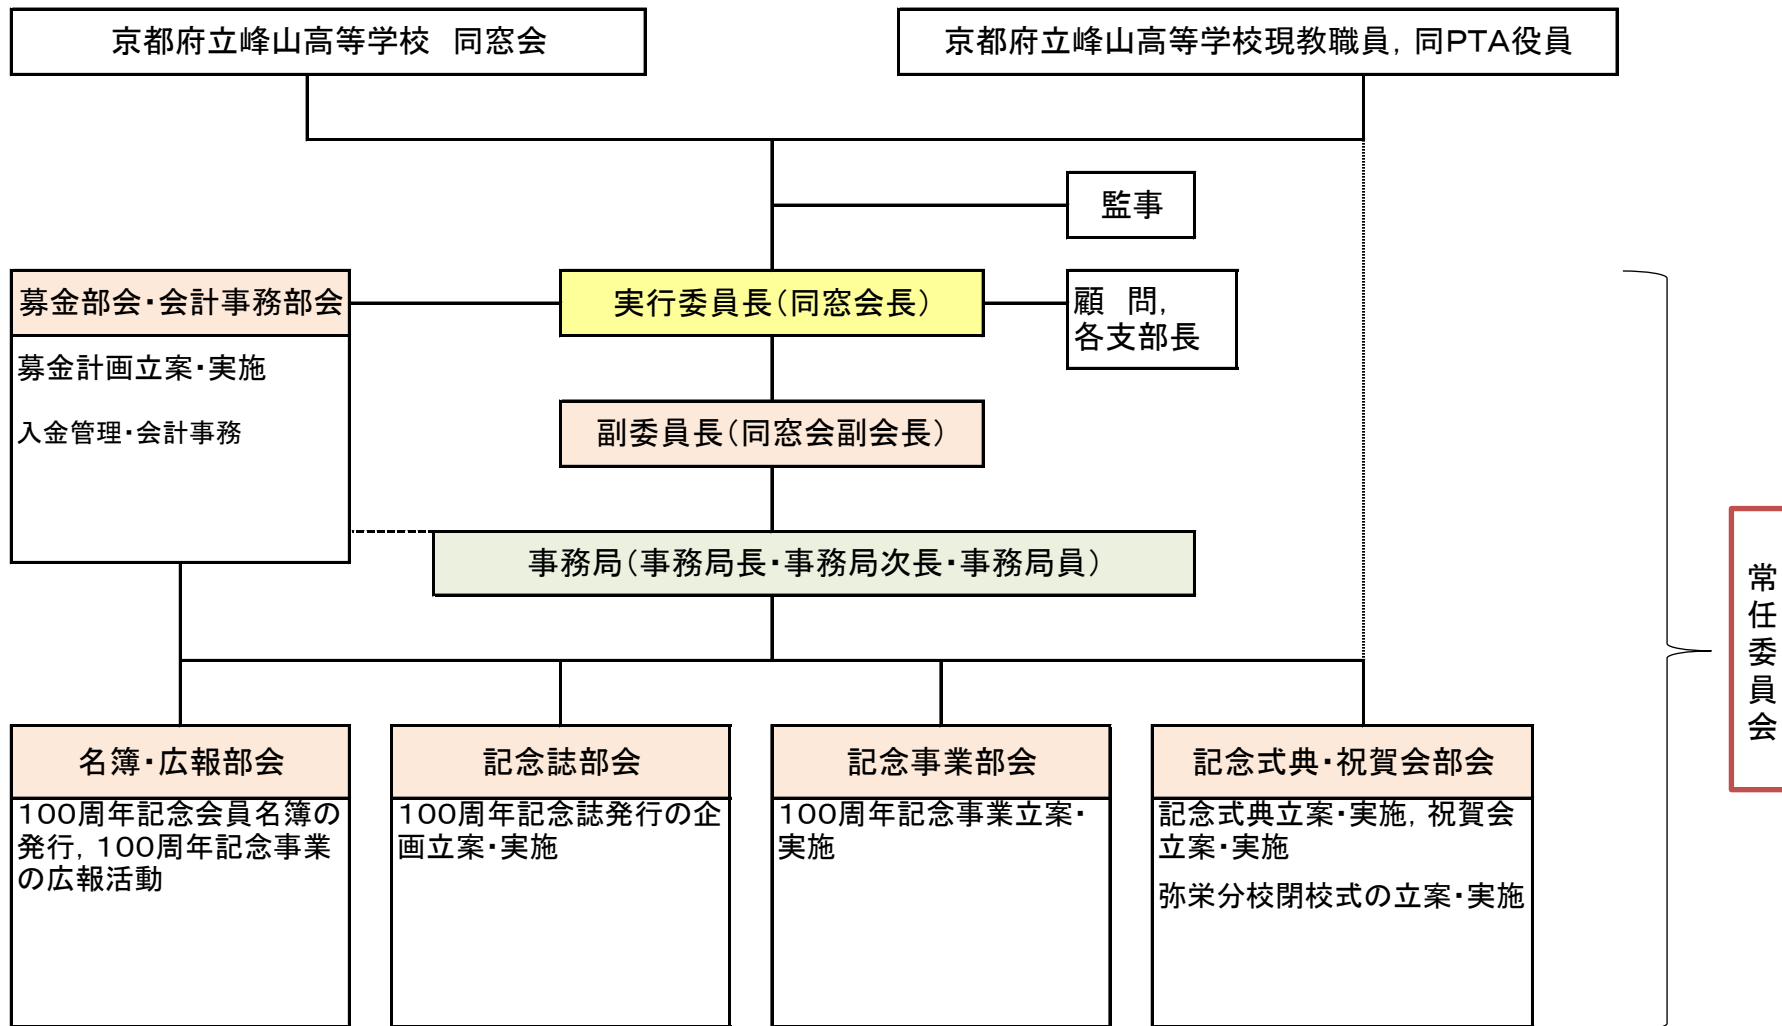 京都府立峰山高等学校　同窓会
京都府立峰山高等学校現教職員，同PTA役員
監事
募金部会・会計事務部会
募金計画立案・実施
入金管理・会計事務
実行委員長（同窓会長）
顧　問，
各支部長
副委員長（同窓会副会長）
事務局（事務局長・事務局次長・事務局員）
常任委員会
名簿・広報部会
100周年記念会員名簿の
発行，100周年記念事業
の広報活動
記念誌部会
100周年記念誌発行の企
画立案・実施
記念事業部会
100周年記念事業立案・
実施
記念式典・祝賀会部会
記念式典立案・実施，祝賀会
立案・実施
弥栄分校閉校式の立案・実施